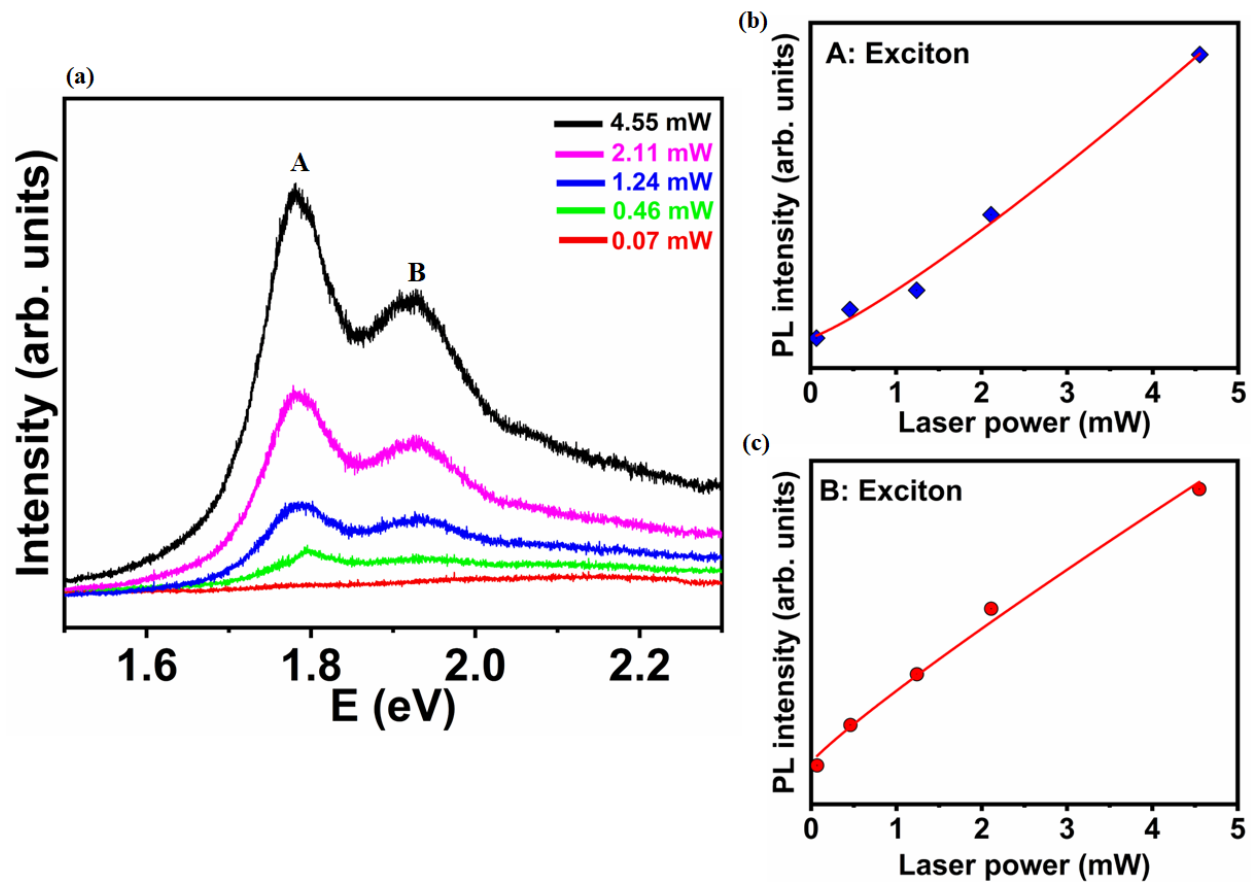 (a)
Intensity (arb. units)
A
B
4.55 mW
2.11 mW
1.24 mW
0.46 mW
0.07 mW
1.6 1.8 2.0 2.2
E (eV)
(b)
PL intensity (arb. units)
A: Exciton
0 1 2 3 4 5
Laser power (mW)
(c)
PL intensity (arb. units)
B: Exciton
0 1 2 3 4 5
Laser power (mW)